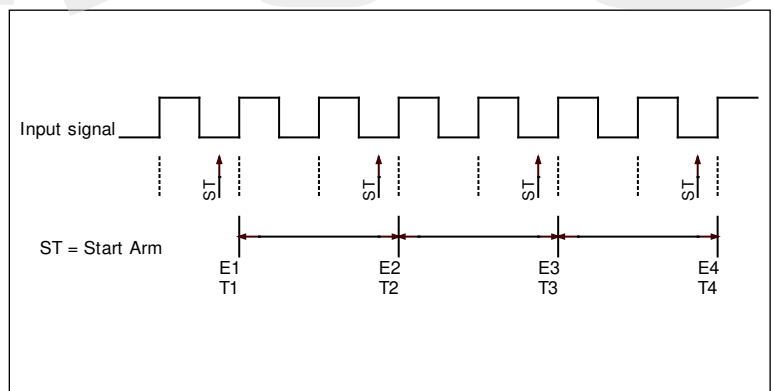 Input signal
ST ST ST ST
ST = Start Arm
E1 E2 E3 E4
T1 T2 T3 T4